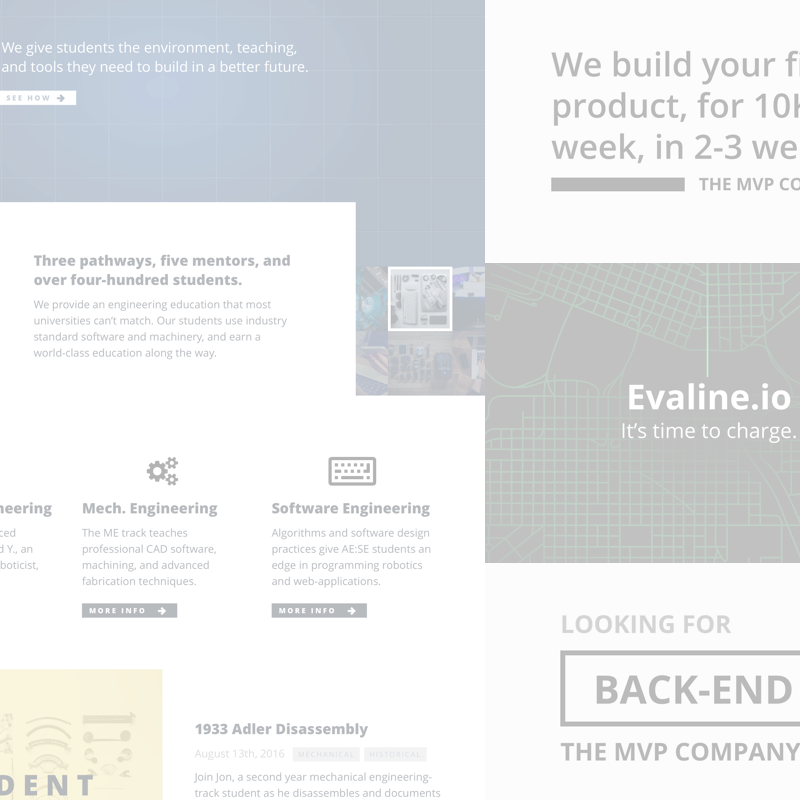 We give students the environment, teaching,
and tools they need to build in a better future.
SEE HOW
Three pathways, five mentors, and
over four-hundred students.
We provide an engineering education that most
universities can't match. Our students use industry
standard software and machinery, and earn a
world-class education along the way.
neering
ced
d Y., an
boticist,
Mech. Engineering
The ME track teaches
professional CAD software,
machining, and advanced
fabrication techniques.
MORE INFO
Software Engineering
Algorithms and software design
practices give AE:SE students an
edge in programming robotics
and web-applications.
MORE INFO
DENT
1933 Adler Disassembly
August 13th, 2016 MECHANICAL HISTORICAL
Join Jon, a second year mechanical engineering-
track student as he disassembles and documents
We build your fi
product, for 10K
week, in 2-3 we
THE MVP CO
Evaline.io
It's time to charge.
LOOKING FOR
BACK-END
THE MVP COMPANY